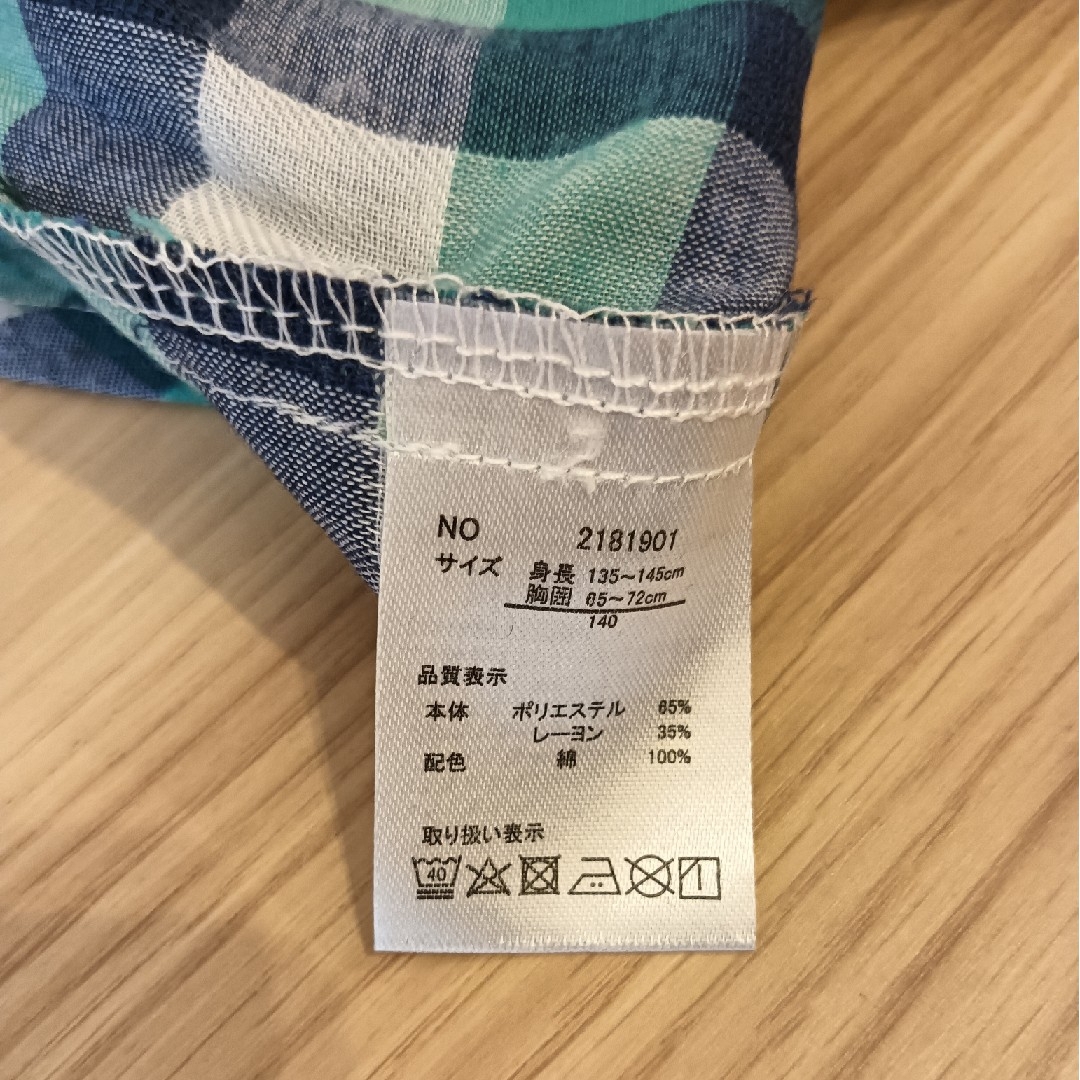 NO 2181901
サイズ 身長 135～145cm
胸囲 65～72cm
140
品質表示
本体 ポリエステル 65%
レーヨン 35%
配色 綿 100%
取り扱い表示
40